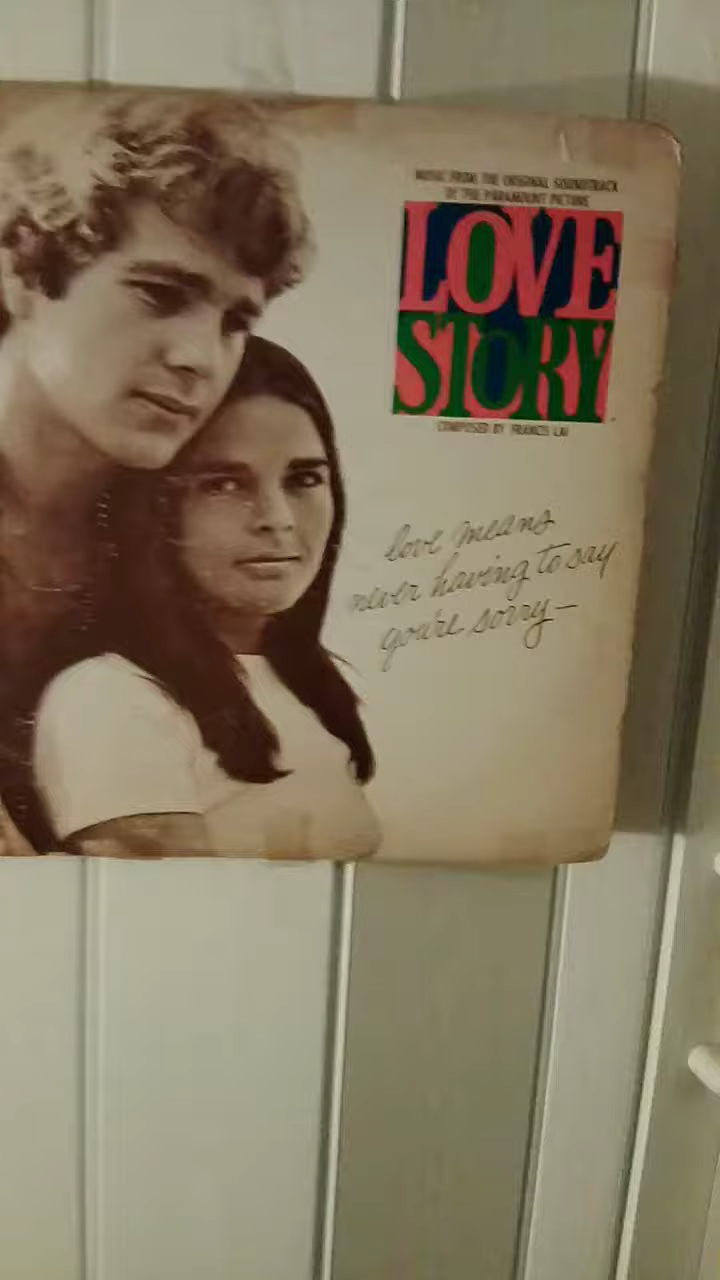 MUSIC FROM THE ORIGINAL SOUNDTRACK
OF THE PARAMOUNT PICTURE
LOVE
STORY
COMPOSED BY FRANCIS LAI
love means
never having to say
you're sorry—